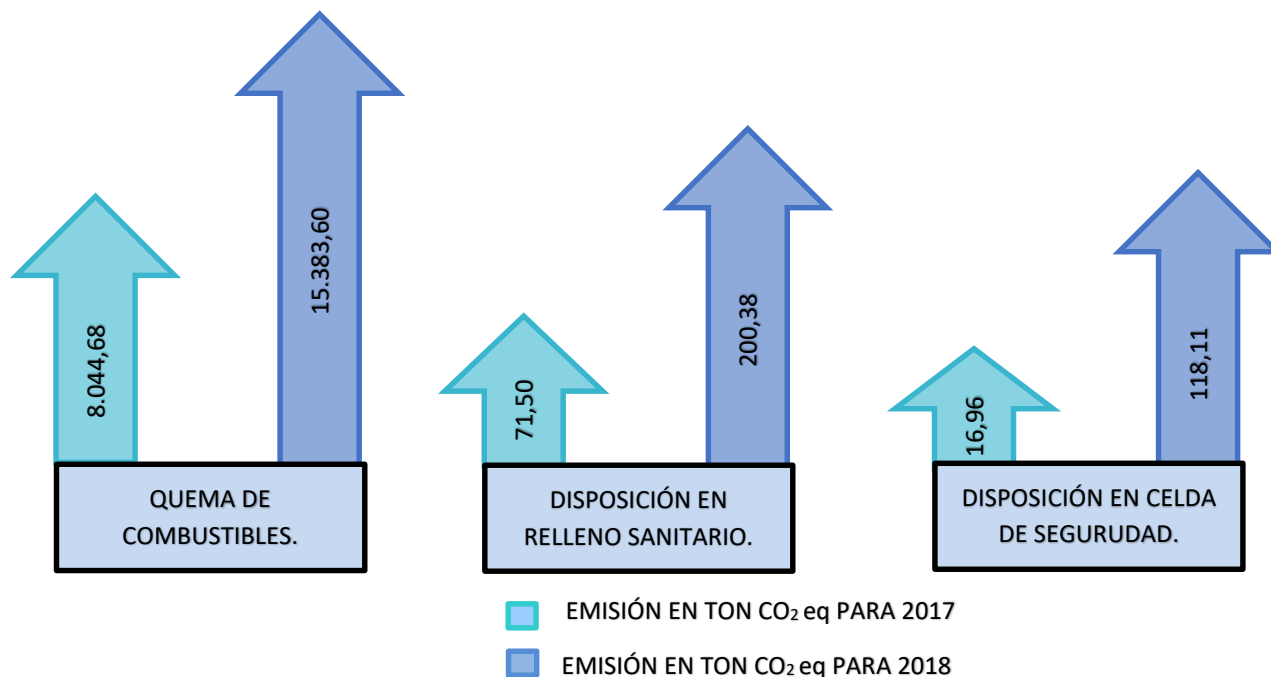 8.044,68
15.383,60
71,50
200,38
16,96
118,11
QUEMA DE
COMBUSTIBLES.
DISPOSICIÓN EN
RELLENO SANITARIO.
DISPOSICIÓN EN CELDA
DE SEGURUDAD.
EMISIÓN EN TON CO₂ eq PARA 2017
EMISIÓN EN TON CO₂ eq PARA 2018